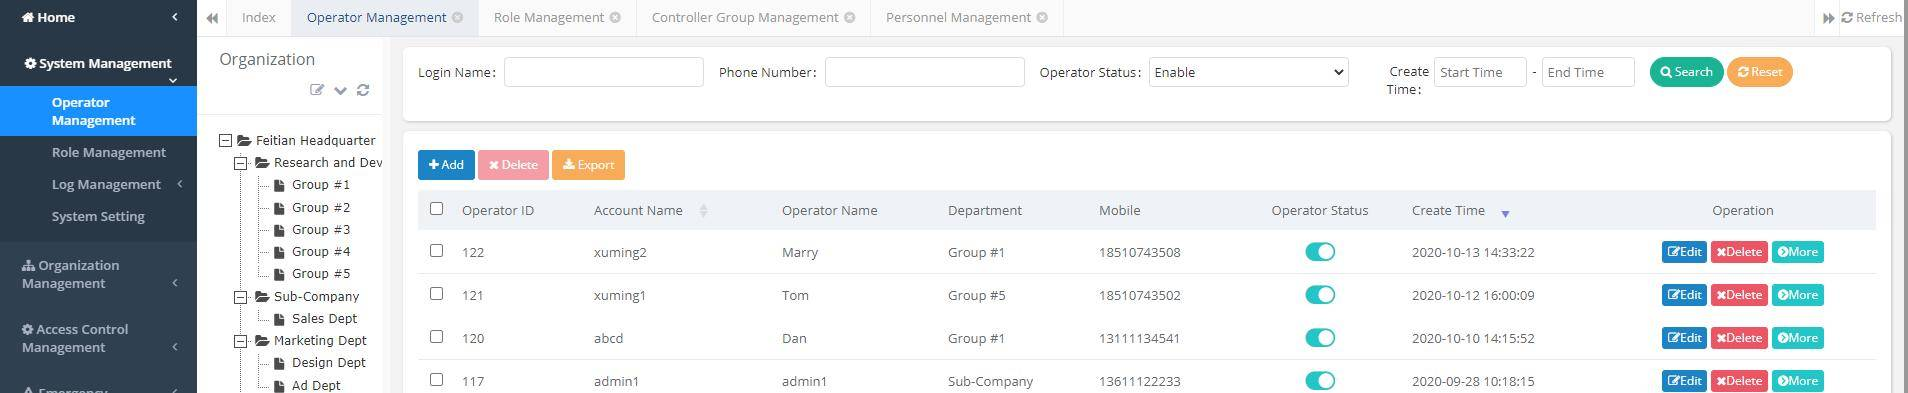 Home
Index
Operator Management
Role Management
Controller Group Management
Personnel Management
Refresh
System Management
Operator
Management
Role Management
Log Management
System Setting
Organization
Management
Access Control
Management
Organization
Feitian Headquarter
Research and Dev
Group #1
Group #2
Group #3
Group #4
Group #5
Sub-Company
Sales Dept
Marketing Dept
Design Dept
Ad Dept
Login Name:
Phone Number:
Operator Status: Enable
Create
Time:
Start Time - End Time
Search
Reset
Add
Delete
Export
Operator ID Account Name Operator Name Department Mobile Operator Status Create Time Operation
122 xuming2 Marry Group #1 18510743508 2020-10-13 14:33:22 Edit Delete More
121 xuming1 Tom Group #5 18510743502 2020-10-12 16:00:09 Edit Delete More
120 abcd Dan Group #1 13111134541 2020-10-10 14:15:52 Edit Delete More
117 admin1 admin1 Sub-Company 13611122233 2020-09-28 10:18:15 Edit Delete More